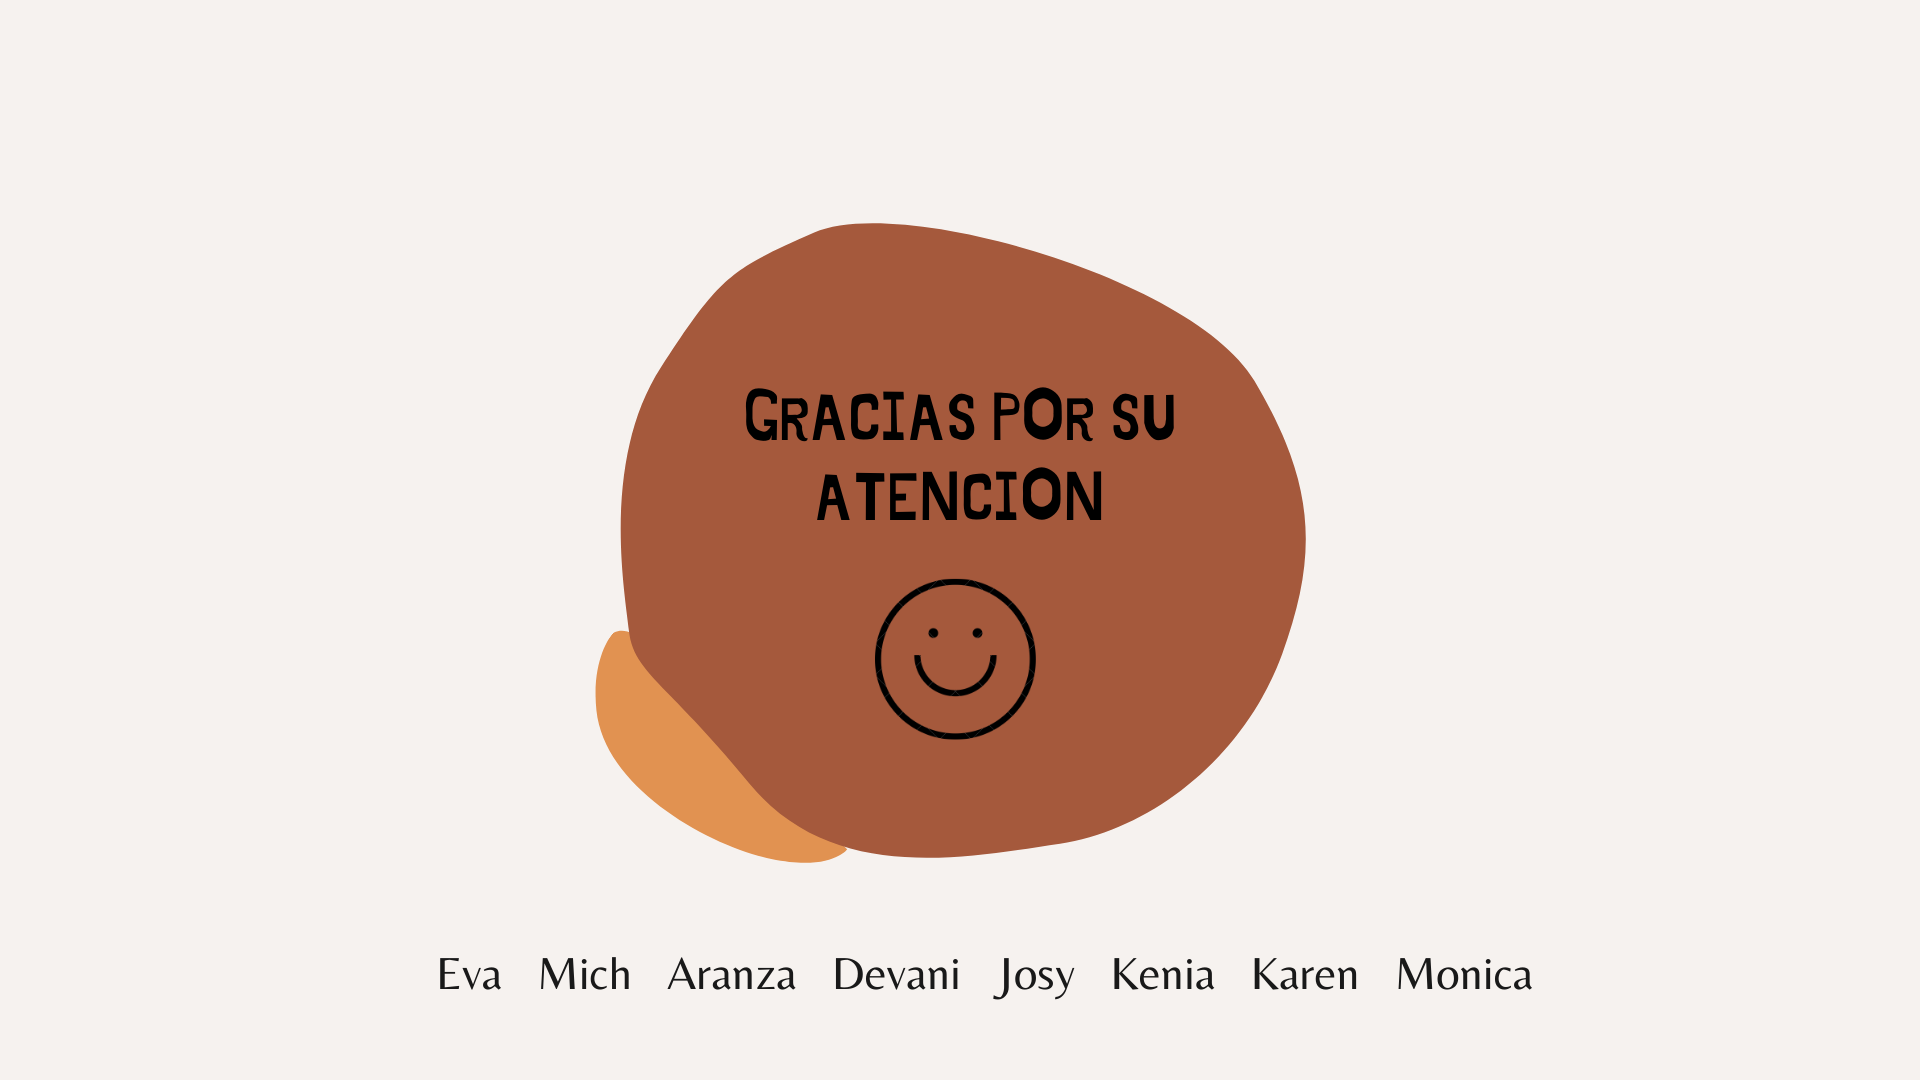 Gracias por su
atencion
Eva Mich Aranza Devani Josy Kenia Karen Monica